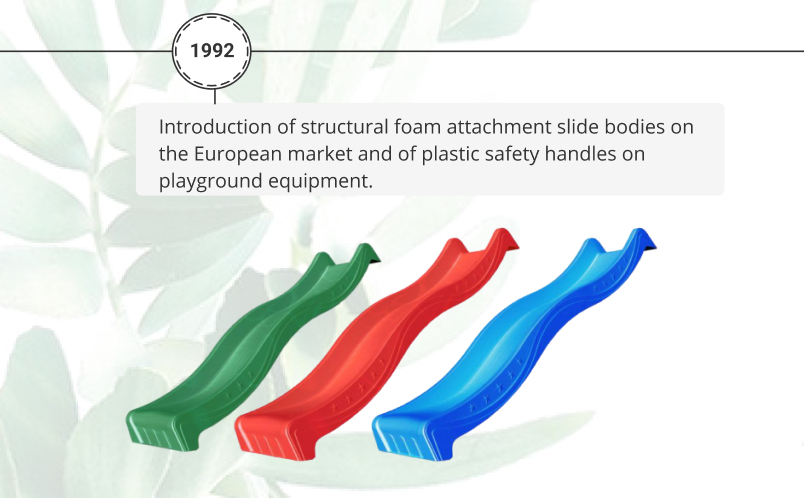 1992
Introduction of structural foam attachment slide bodies on
the European market and of plastic safety handles on
playground equipment.